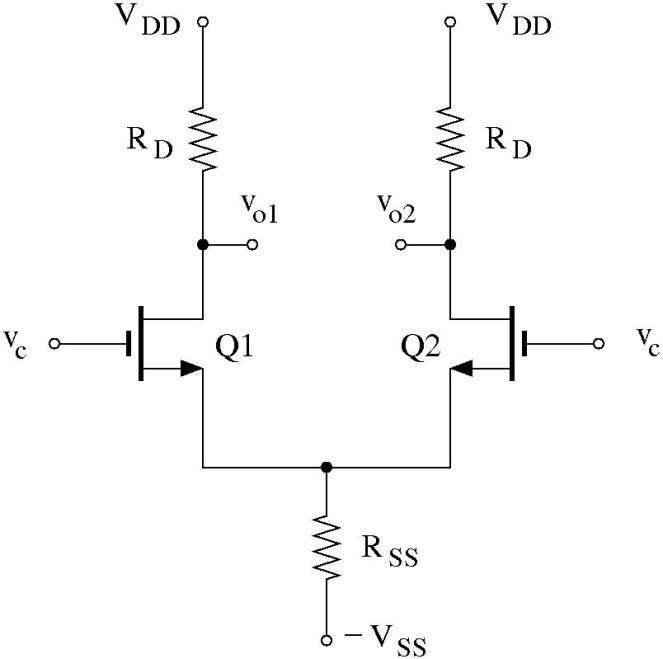 V DD V DD
R D R D
v o1 v o2
v c Q1 Q2 v c
R SS
− V SS